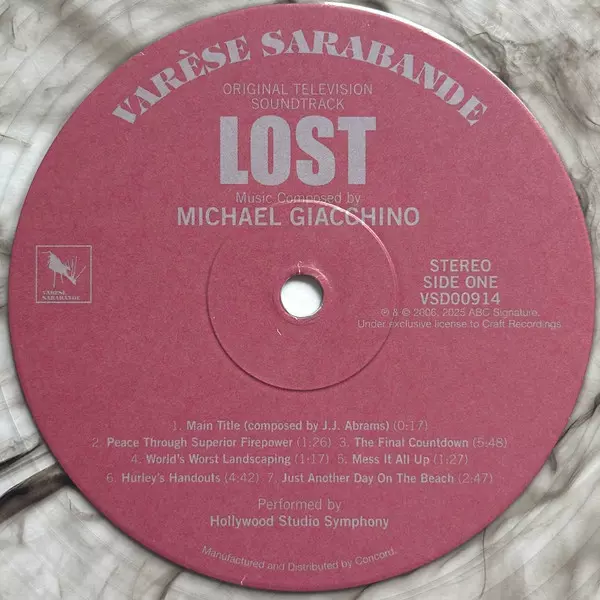 VARÈSE SARABANDE
ORIGINAL TELEVISION
SOUNDTRACK
LOST
Music Composed by
MICHAEL GIACCHINO
VARÈSE
SARABANDE
STEREO
SIDE ONE
VSD00914
℗ & © 2006, 2025 ABC Signature.
Under exclusive license to Craft Recordings
1. Main Title (composed by J.J. Abrams) (0:17)
2. Peace Through Superior Firepower (1:26) 3. The Final Countdown (5:48)
4. World's Worst Landscaping (1:17) 5. Mess It All Up (1:27)
6. Hurley's Handouts (4:42) 7. Just Another Day On The Beach (2:47)
Performed by
Hollywood Studio Symphony
Manufactured and Distributed by Concord.